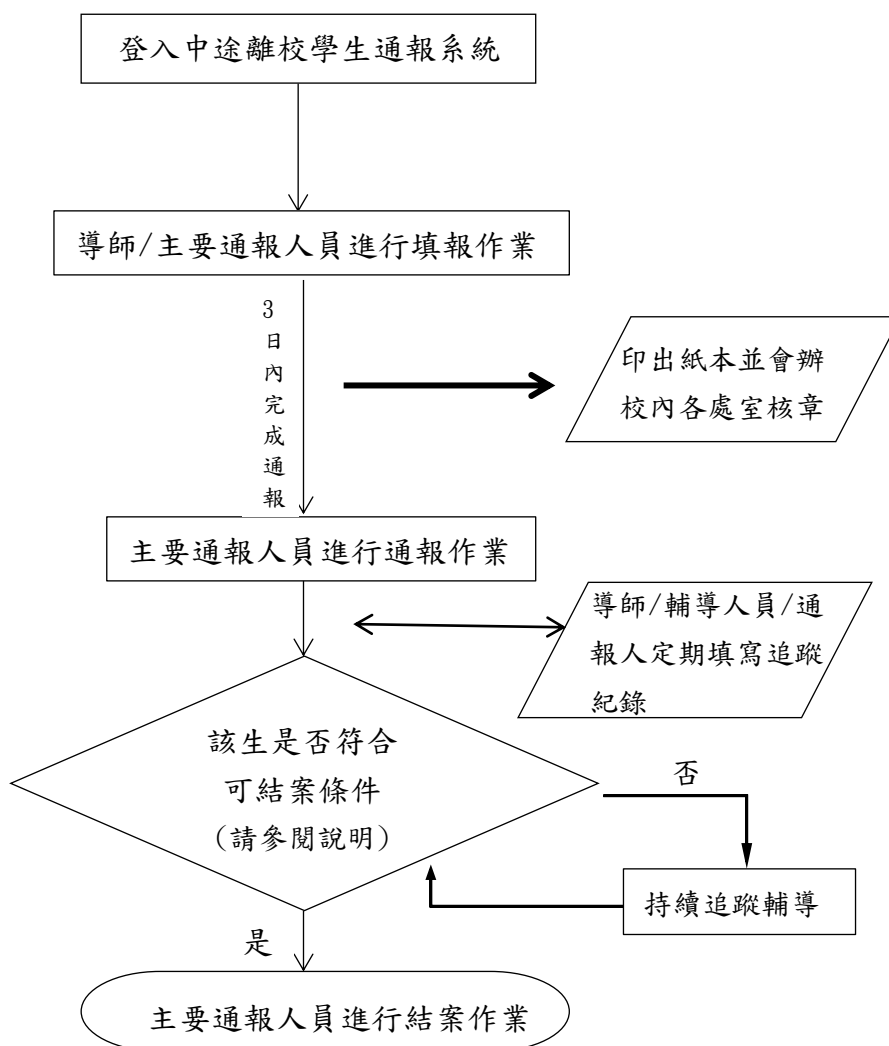 登入中途離校學生通報系統
導師/主要通報人員進行填報作業
3
日
內
完
成
通
報
印出紙本並會辦
校內各處室核章
主要通報人員進行通報作業
導師/輔導人員/通
報人定期填寫追蹤
紀錄
該生是否符合
可結案條件
(請參閱說明)
否
持續追蹤輔導
是
主要通報人員進行結案作業